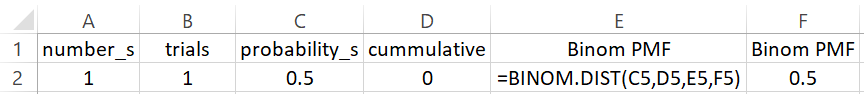 A B C D E F
1 number_s trials probability_s cummulative Binom PMF Binom PMF
2 1 1 0.5 0 =BINOM.DIST(C5,D5,E5,F5) 0.5